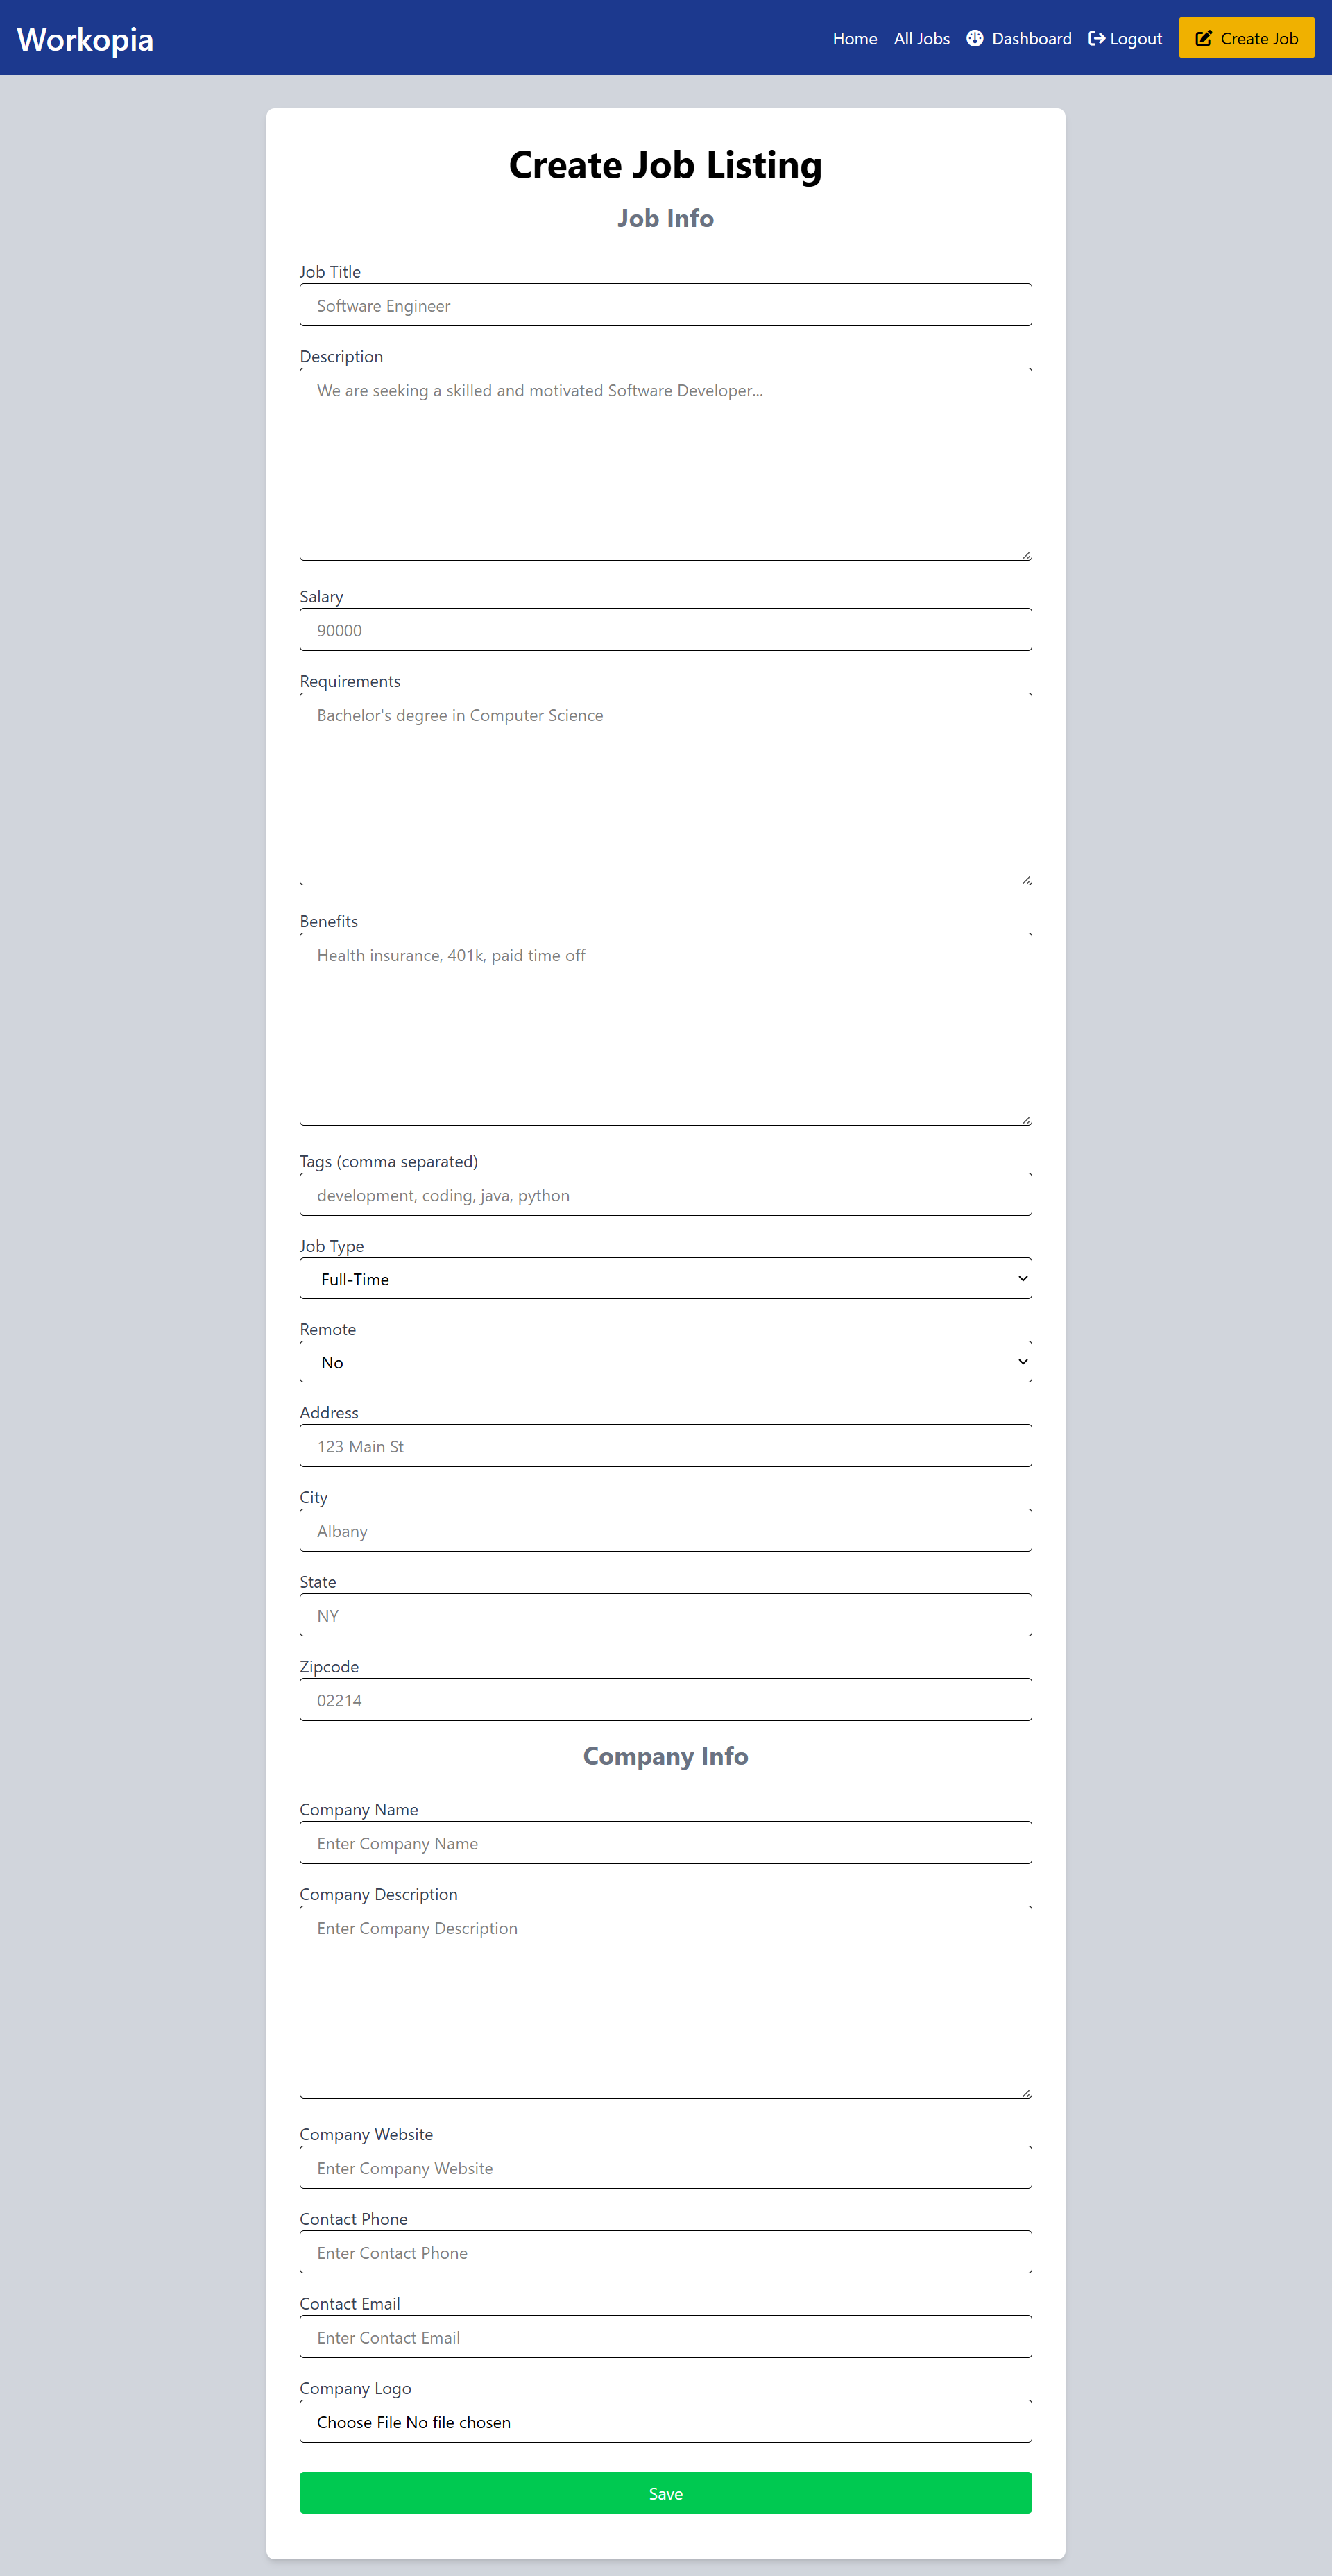 Workopia
Home All Jobs Dashboard Logout Create Job
Create Job Listing
Job Info
Job Title
Software Engineer
Description
We are seeking a skilled and motivated Software Developer...
Salary
90000
Requirements
Bachelor's degree in Computer Science
Benefits
Health insurance, 401k, paid time off
Tags (comma separated)
development, coding, java, python
Job Type
Full-Time
Remote
No
Address
123 Main St
City
Albany
State
NY
Zipcode
02214
Company Info
Company Name
Enter Company Name
Company Description
Enter Company Description
Company Website
Enter Company Website
Contact Phone
Enter Contact Phone
Contact Email
Enter Contact Email
Company Logo
Choose File No file chosen
Save